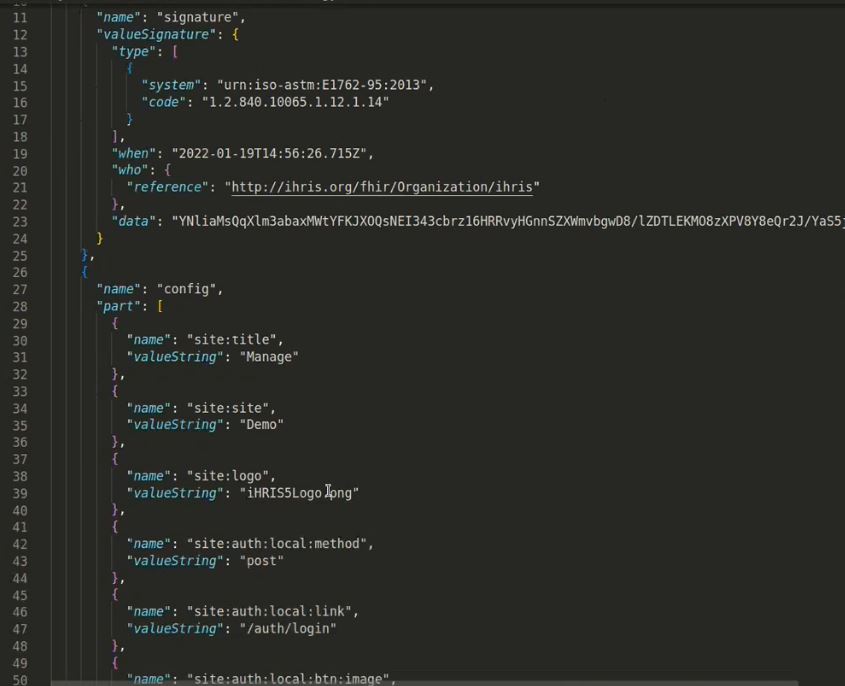 11 "name": "signature",
12 "valueSignature": {
13 "type": [
14 {
15 "system": "urn:iso-astm:E1762-95:2013",
16 "code": "1.2.840.10065.1.12.1.14"
17 }
18 ],
19 "when": "2022-01-19T14:56:26.715Z",
20 "who": {
21 "reference": "http://ihris.org/fhir/Organization/ihris"
22 },
23 "data": "YNliaMsQqXlm3abaxMWtYFKJXOQsNEI343cbrz16HRRvyHGnnSZXWmvbgwD8/lZDTLEKMO8zXPV8Y8eQr2J/YaS5
24 }
25 },
26 {
27 "name": "config",
28 "part": [
29 {
30 "name": "site:title",
31 "valueString": "Manage"
32 },
33 {
34 "name": "site:site",
35 "valueString": "Demo"
36 },
37 {
38 "name": "site:logo",
39 "valueString": "iHRIS5Logo.png"
40 },
41 {
42 "name": "site:auth:local:method",
43 "valueString": "post"
44 },
45 {
46 "name": "site:auth:local:link",
47 "valueString": "/auth/login"
48 },
49 {
50 "name": "site:auth:local:btn:image",